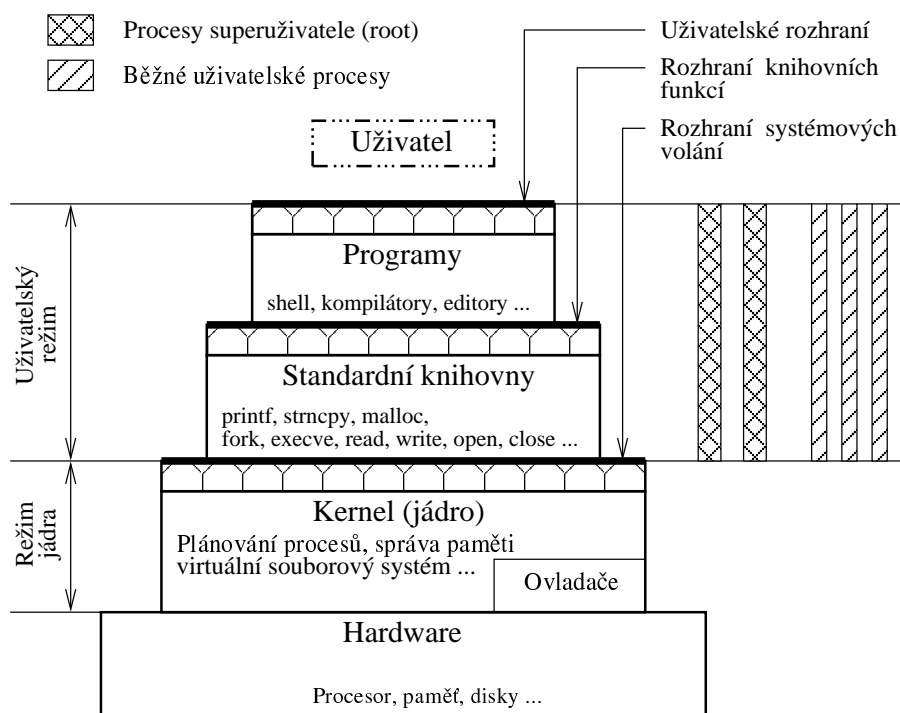 Procesy superuživatele (root)
Běžné uživatelské procesy
Uživatelské rozhraní
Rozhraní knihovních
funkcí
Rozhraní systémových
volání
Uživatel
Uživatelský
režim
Programy
shell, kompilátory, editory ...
Standardní knihovny
printf, strncpy, malloc,
fork, execve, read, write, open, close ...
Režim
jádra
Kernel (jádro)
Plánování procesů, správa paměti
virtuální souborový systém ...
Ovladače
Hardware
Procesor, paměť, disky ...